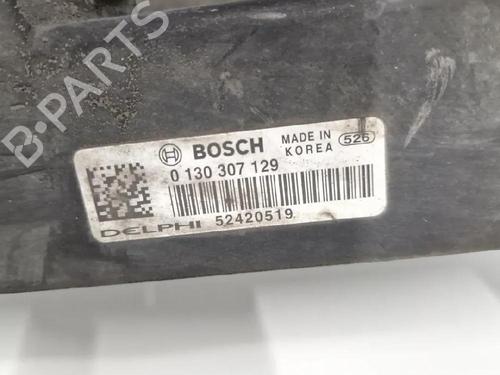 B-PARTS
BOSCH MADE IN KOREA 526
0 130 307 129
DELPHI 52420519